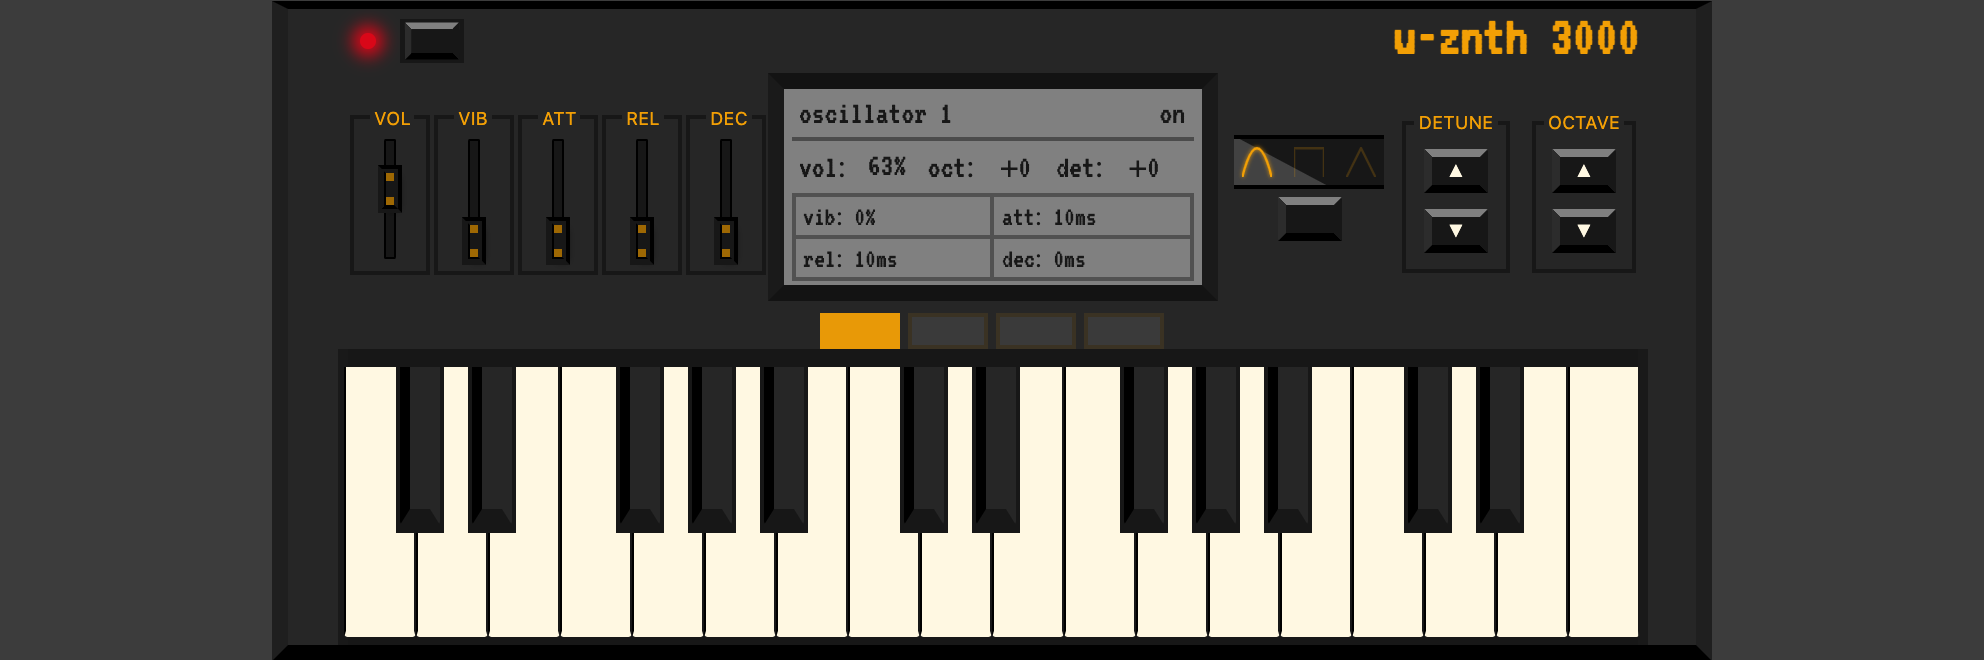 u-znth 3000
VOL VIB ATT REL DEC
oscillator 1 on
vol: 63% oct: +0 det: +0
vib: 0% att: 10ms
rel: 10ms dec: 0ms
DETUNE OCTAVE
▲ ▲
▼ ▼